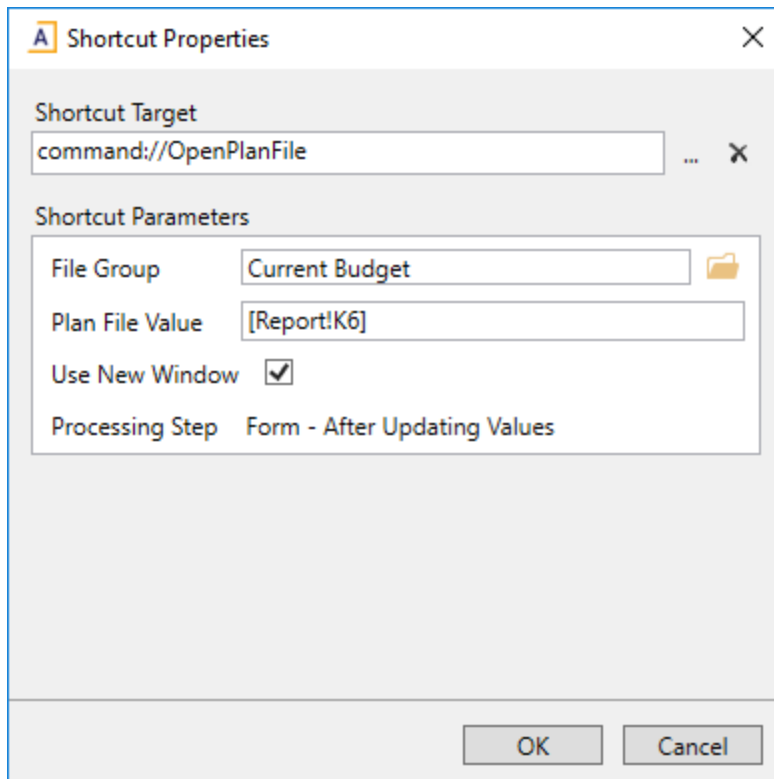 A Shortcut Properties
Shortcut Target
command://OpenPlanFile
...
Shortcut Parameters
File Group Current Budget
Plan File Value [Report!K6]
Use New Window
Processing Step Form - After Updating Values
OK Cancel